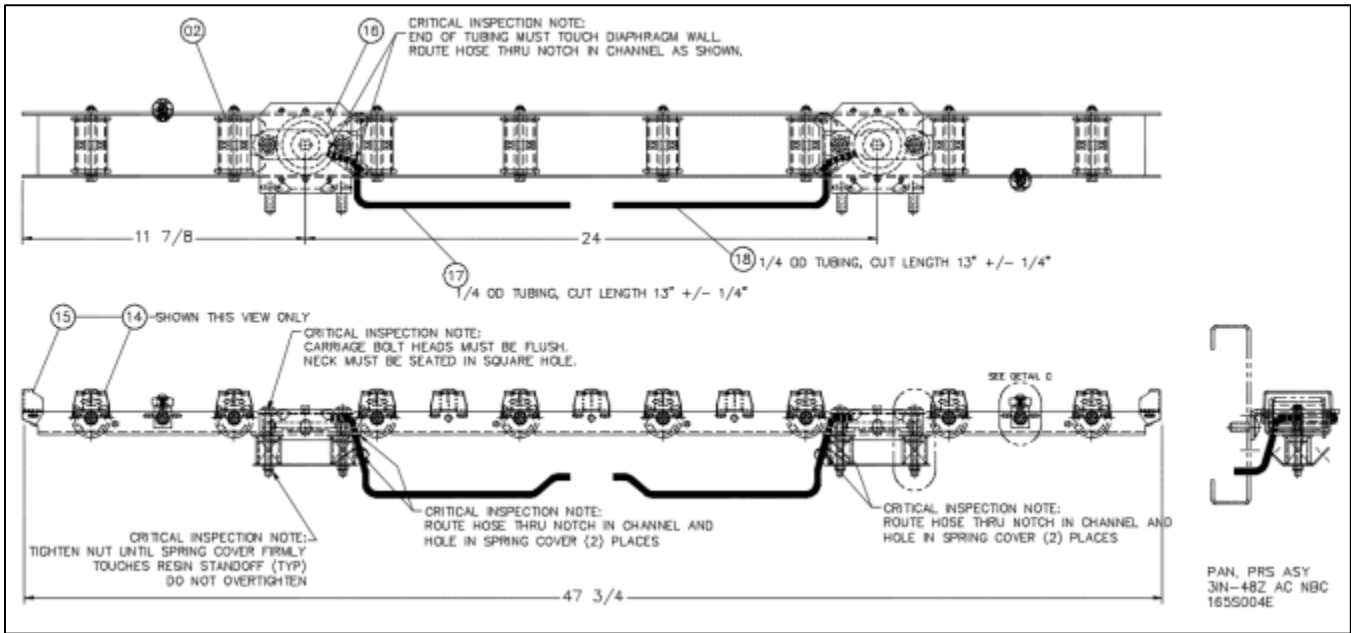 02
16
CRITICAL INSPECTION NOTE:
END OF TUBING MUST TOUCH DIAPHRAGM WALL.
ROUTE HOSE THRU NOTCH IN CHANNEL AS SHOWN.
11 7/8
24
17
1/4 OD TUBING, CUT LENGTH 13" +/- 1/4"
18
1/4 OD TUBING, CUT LENGTH 13" +/- 1/4"
15
14
SHOWN THIS VIEW ONLY
CRITICAL INSPECTION NOTE:
CARRIAGE BOLT HEADS MUST BE FLUSH.
NECK MUST BE SEATED IN SQUARE HOLE.
SEE DETAIL C
CRITICAL INSPECTION NOTE:
TIGHTEN NUT UNTIL SPRING COVER FIRMLY
TOUCHES RESIN STANDOFF (TYP)
DO NOT OVERTIGHTEN
CRITICAL INSPECTION NOTE:
ROUTE HOSE THRU NOTCH IN CHANNEL AND
HOLE IN SPRING COVER (2) PLACES
CRITICAL INSPECTION NOTE:
ROUTE HOSE THRU NOTCH IN CHANNEL AND
HOLE IN SPRING COVER (2) PLACES
47 3/4
PAN, PRS ASY
3IN-48Z AC NBC
165S004E